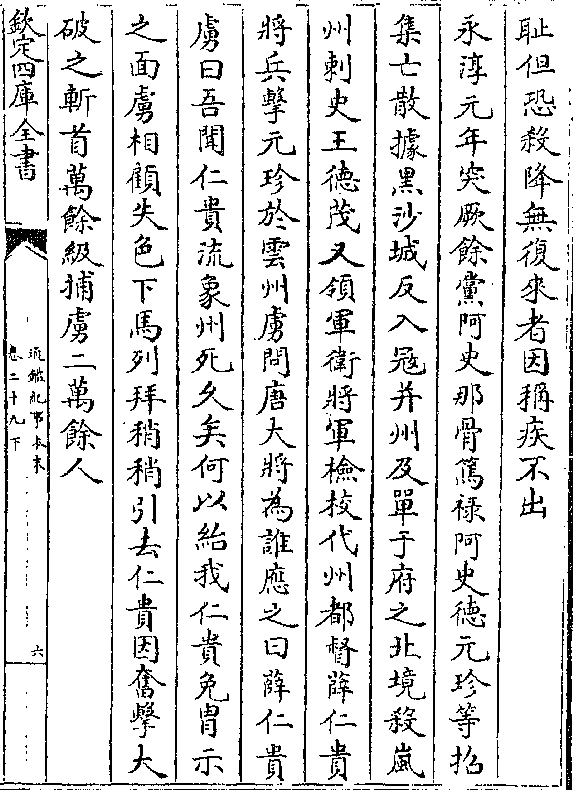 耻但恐殺降無復來者因稱疾不出
永淳元年突厥餘黨阿史那骨篤禄阿史德元珍等招
集亡散據黑沙城反入冦并州及單于府之北境殺嵐
州刺史王德茂又領軍衛將軍檢校代州都督薛仁貴
將兵擊元珍於雲州虜問唐大將為誰應之曰薛仁貴
虜曰吾聞仁貴流象州死久矣何以紿我仁貴免胄示
之面虜相顧失色下馬列拜稍稍引去仁貴因奮擊大
破之斬首萬餘級捕虜二萬餘人
欽定四庫全書
通鑑紀事本末
卷二十九下
六